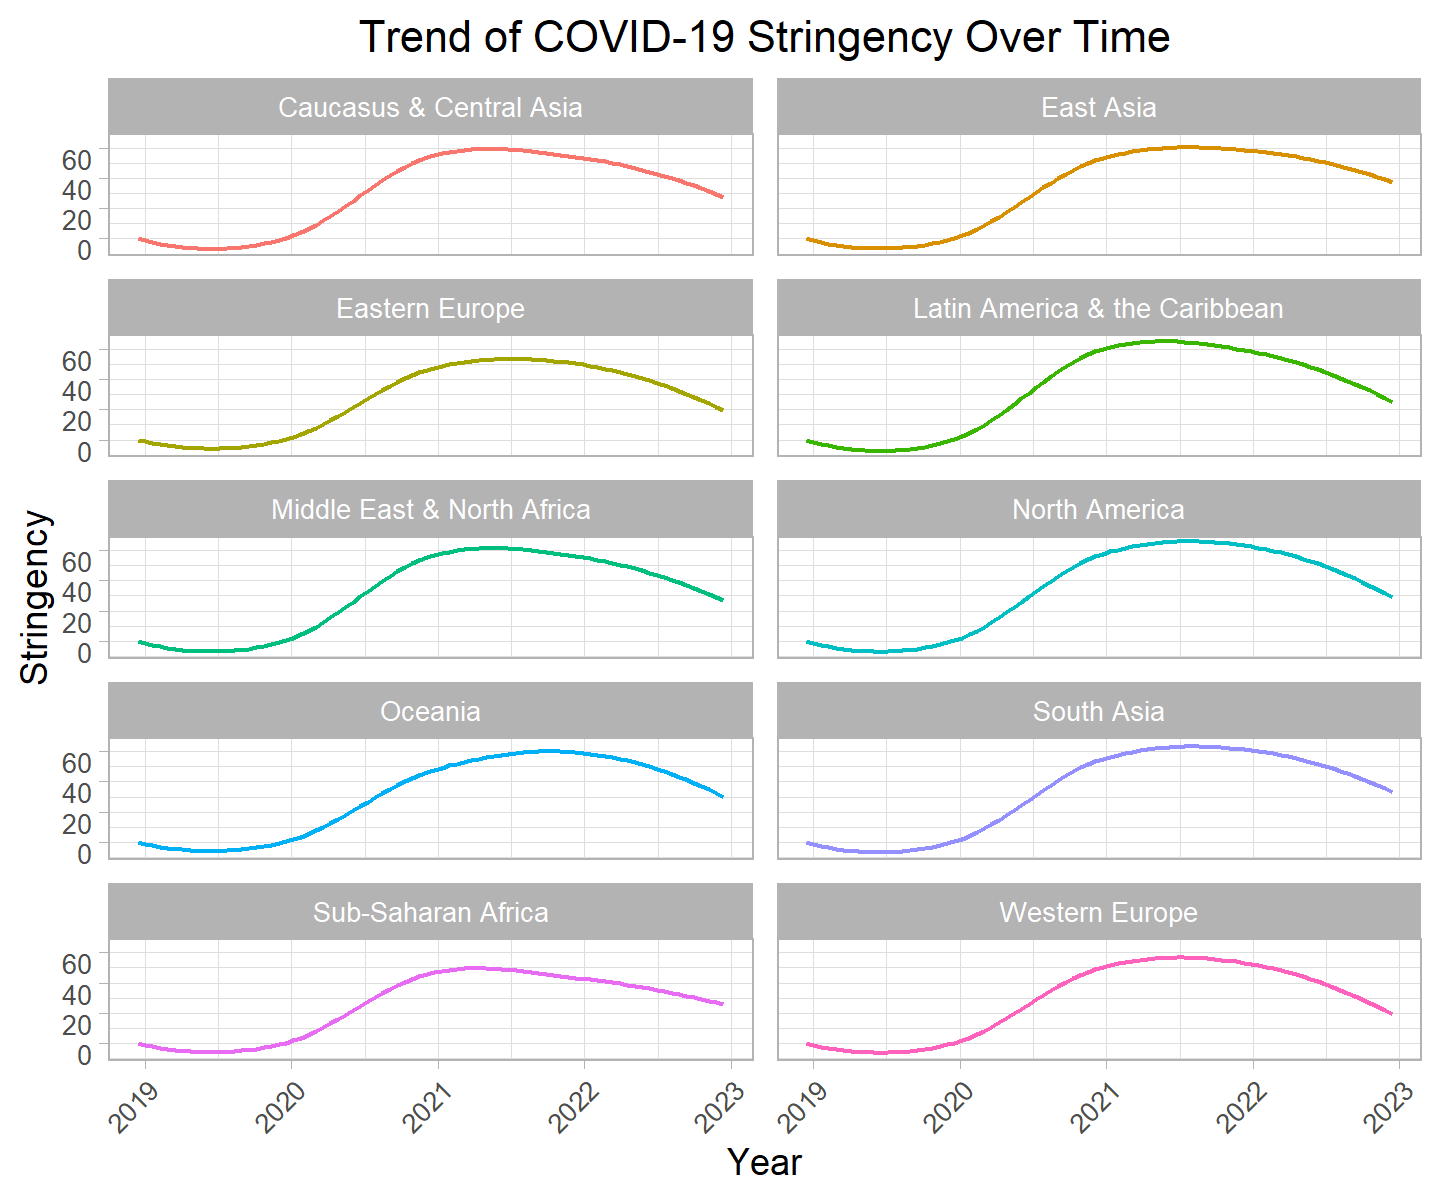 Trend of COVID-19 Stringency Over Time
Caucasus & Central Asia
East Asia
60
40
20
0
Eastern Europe
Latin America & the Caribbean
60
40
20
0
Middle East & North Africa
North America
60
40
20
0
Stringency
Oceania
South Asia
60
40
20
0
Sub-Saharan Africa
Western Europe
60
40
20
0
2019 2020 2021 2022 2023 2019 2020 2021 2022 2023
Year